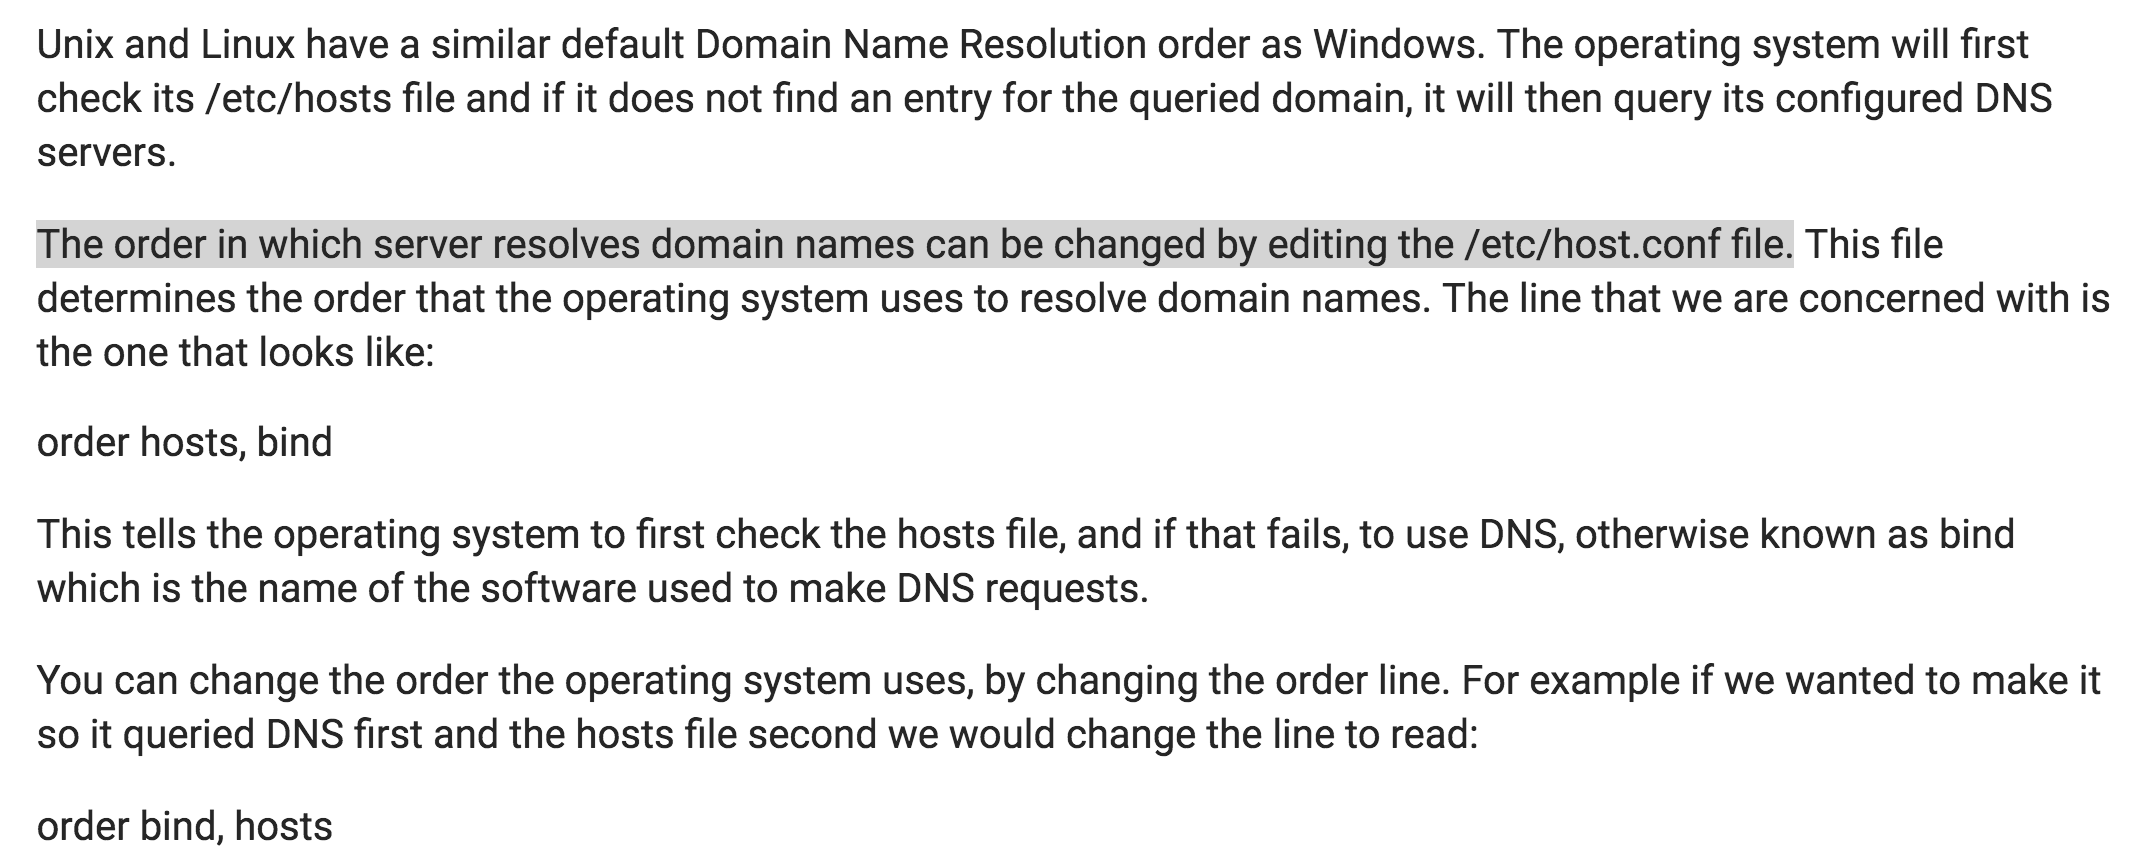 Unix and Linux have a similar default Domain Name Resolution order as Windows. The operating system will first
check its /etc/hosts file and if it does not find an entry for the queried domain, it will then query its configured DNS
servers.
The order in which server resolves domain names can be changed by editing the /etc/host.conf file. This file
determines the order that the operating system uses to resolve domain names. The line that we are concerned with is
the one that looks like:
order hosts, bind
This tells the operating system to first check the hosts file, and if that fails, to use DNS, otherwise known as bind
which is the name of the software used to make DNS requests.
You can change the order the operating system uses, by changing the order line. For example if we wanted to make it
so it queried DNS first and the hosts file second we would change the line to read:
order bind, hosts